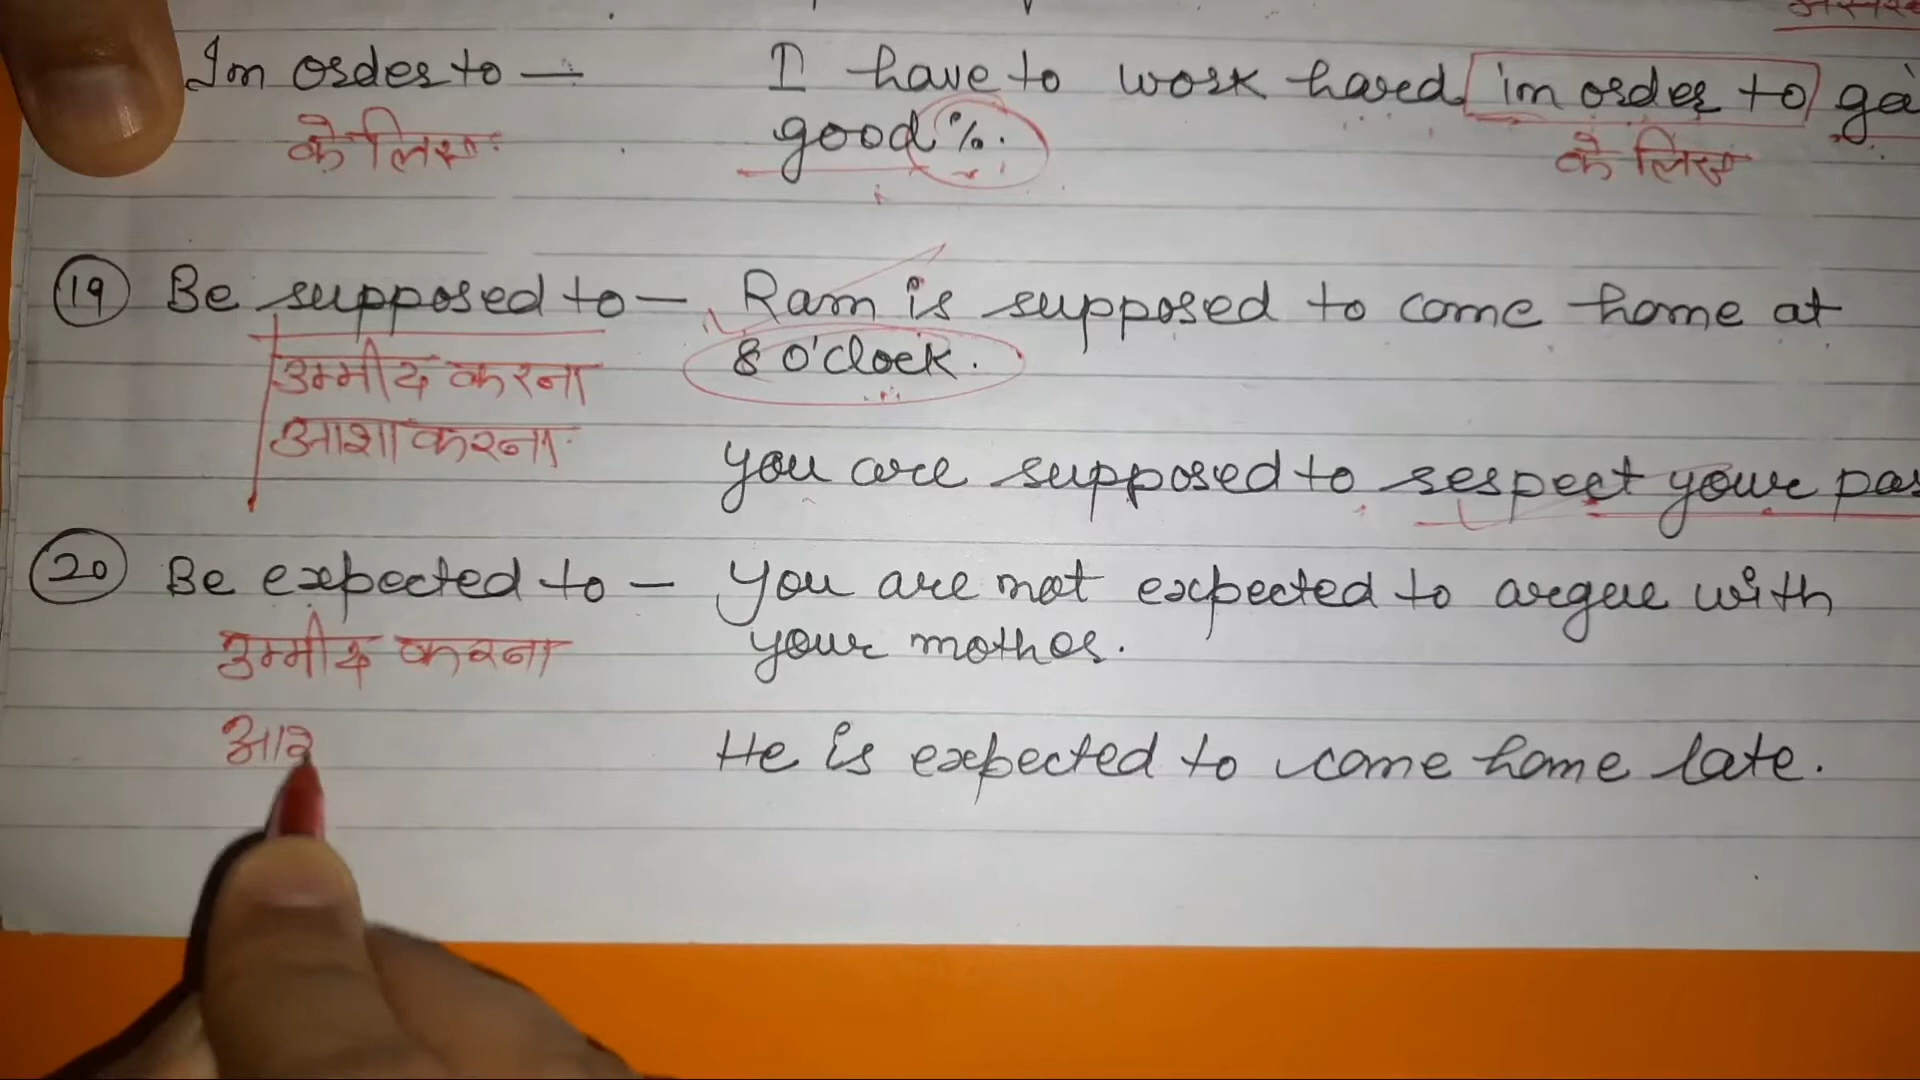 In order to — I have to work hard in order to
के लिए good %. के लिए
19 Be supposed to — Ram is supposed to come home at
उम्मीद करना 8 o'clock.
आशा करना
you are supposed to respect your
20 Be expected to — You are not expected to argue with
उम्मीद करना your mother.
He is expected to come home late.